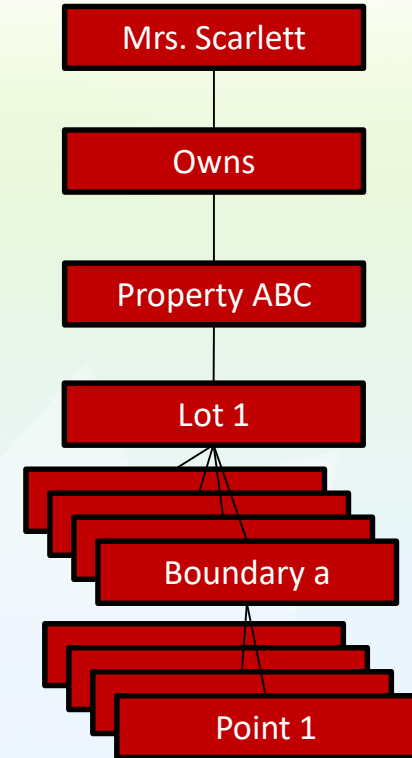 Mrs. Scarlett
Owns
Property ABC
Lot 1
Boundary a
Point 1